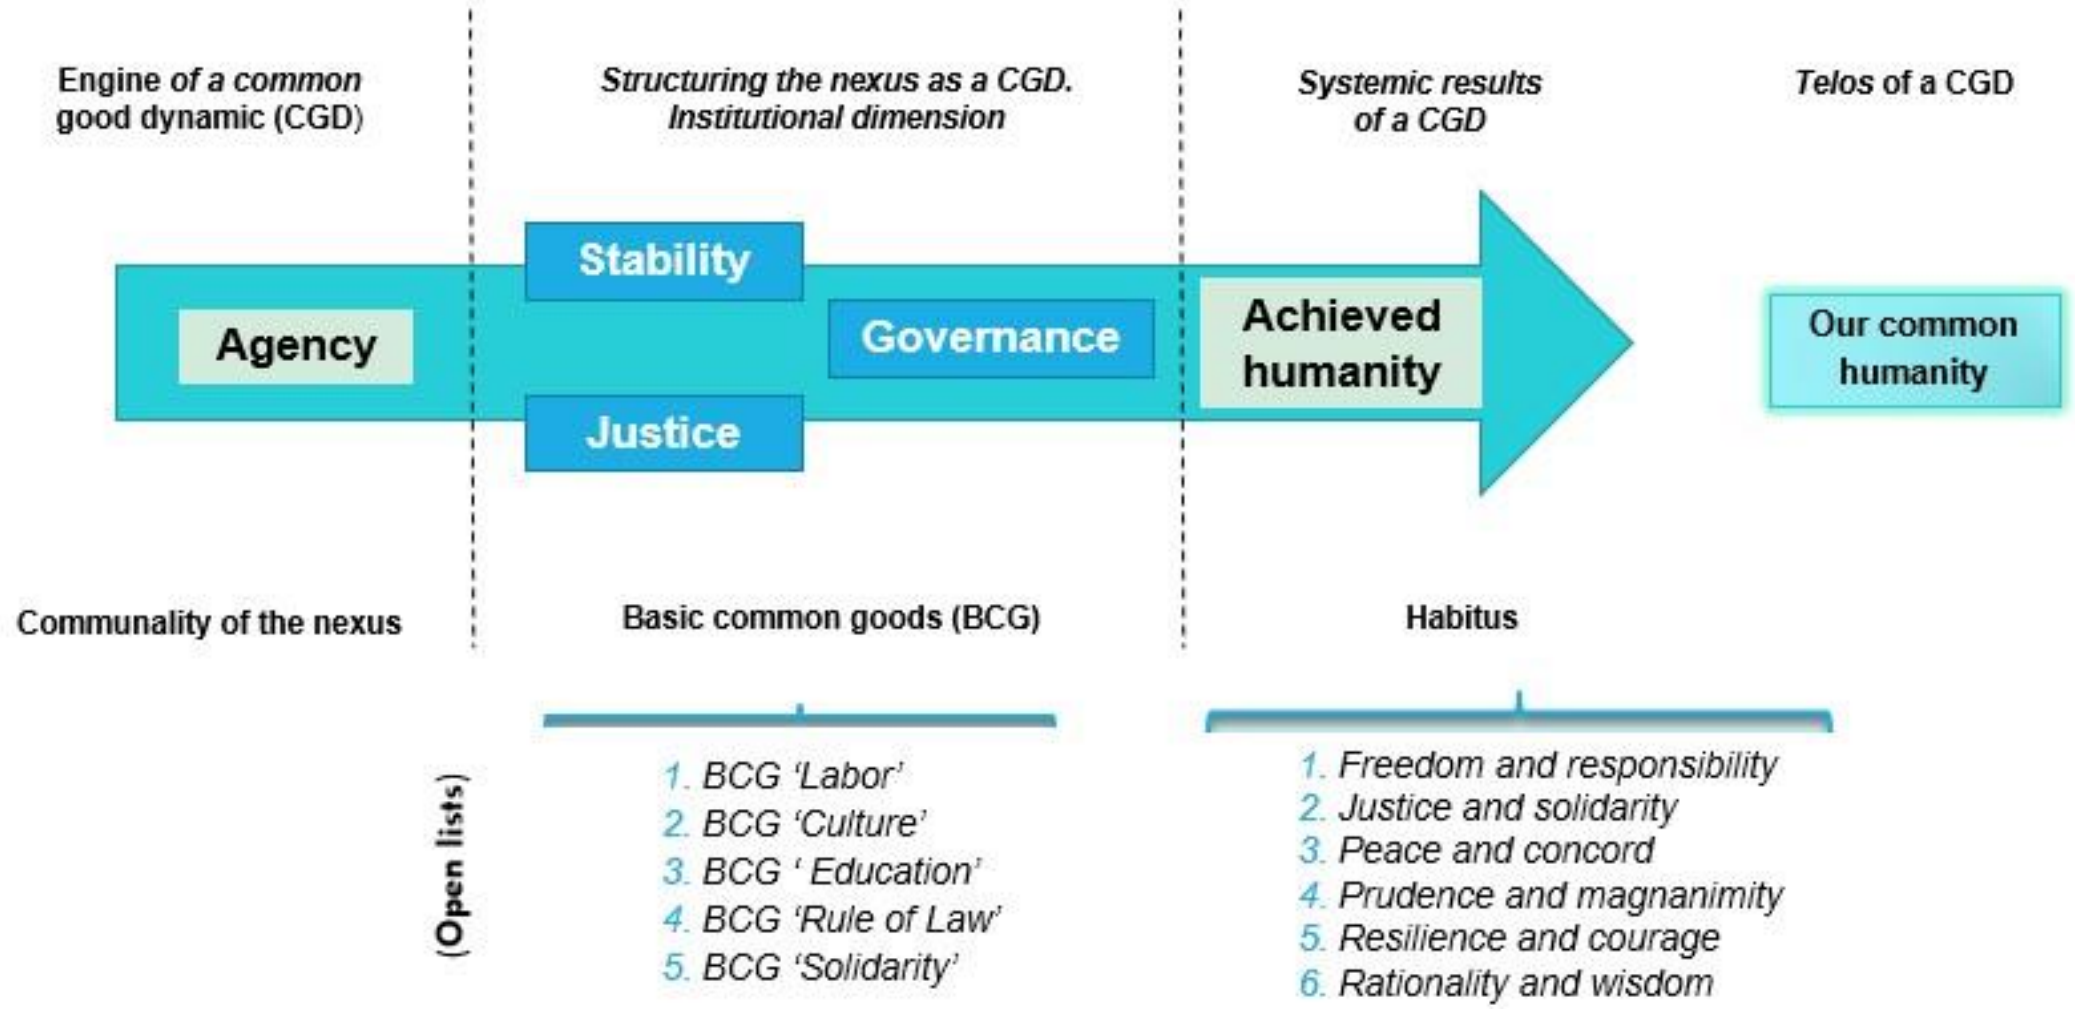 Engine of a common
good dynamic (CGD)
Structuring the nexus as a CGD.
Institutional dimension
Systemic results
of a CGD
Telos of a CGD
Agency
Stability
Governance
Justice
Achieved
humanity
Our common
humanity
Communality of the nexus
Basic common goods (BCG)
Habitus
(Open lists)
1. BCG ‘Labor’
2. BCG ‘Culture’
3. BCG ‘ Education’
4. BCG ‘Rule of Law’
5. BCG ‘Solidarity’
1. Freedom and responsibility
2. Justice and solidarity
3. Peace and concord
4. Prudence and magnanimity
5. Resilience and courage
6. Rationality and wisdom